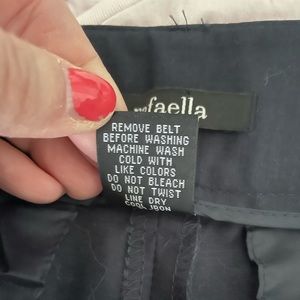 faella
REMOVE BELT
BEFORE WASHING
MACHINE WASH
COLD WITH
LIKE COLORS
DO NOT BLEACH
DO NOT TWIST
LINE DRY
COOL IRON